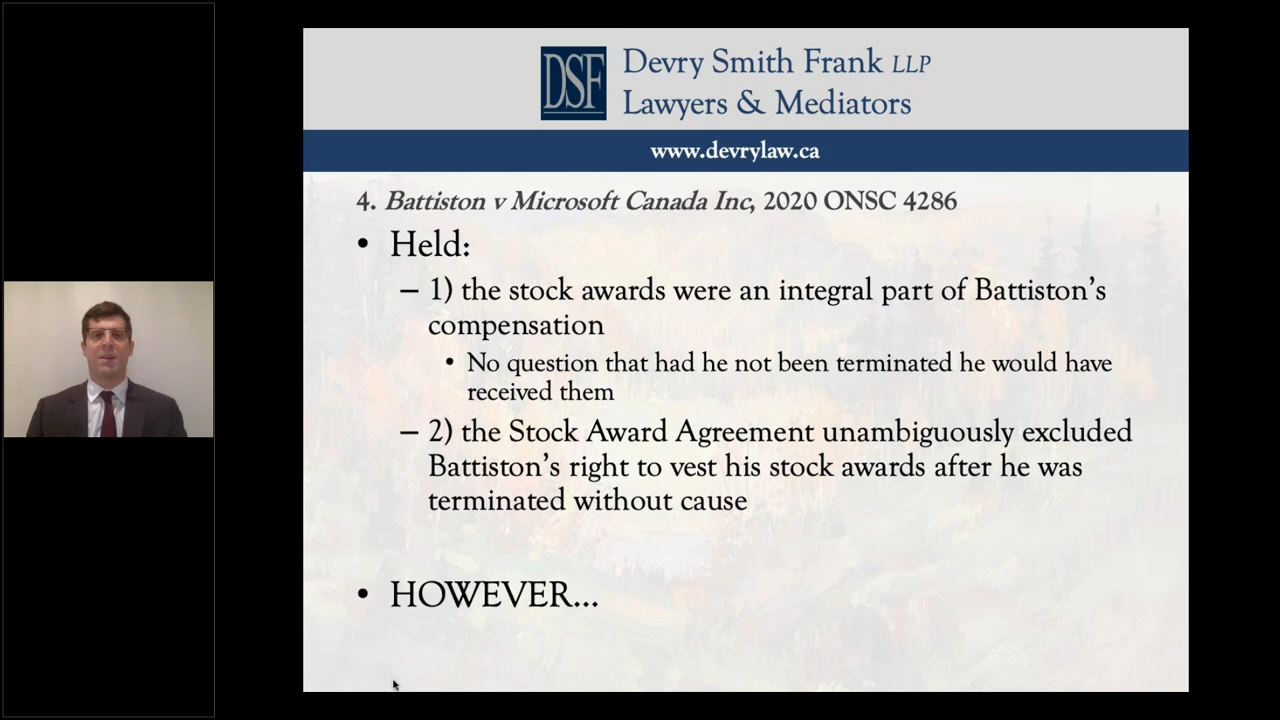 DSF
Devry Smith Frank LLP
Lawyers & Mediators
www.devrylaw.ca
4. Battiston v Microsoft Canada Inc, 2020 ONSC 4286
• Held:
– 1) the stock awards were an integral part of Battiston’s
compensation
• No question that had he not been terminated he would have
received them
– 2) the Stock Award Agreement unambiguously excluded
Battiston’s right to vest his stock awards after he was
terminated without cause
• HOWEVER...